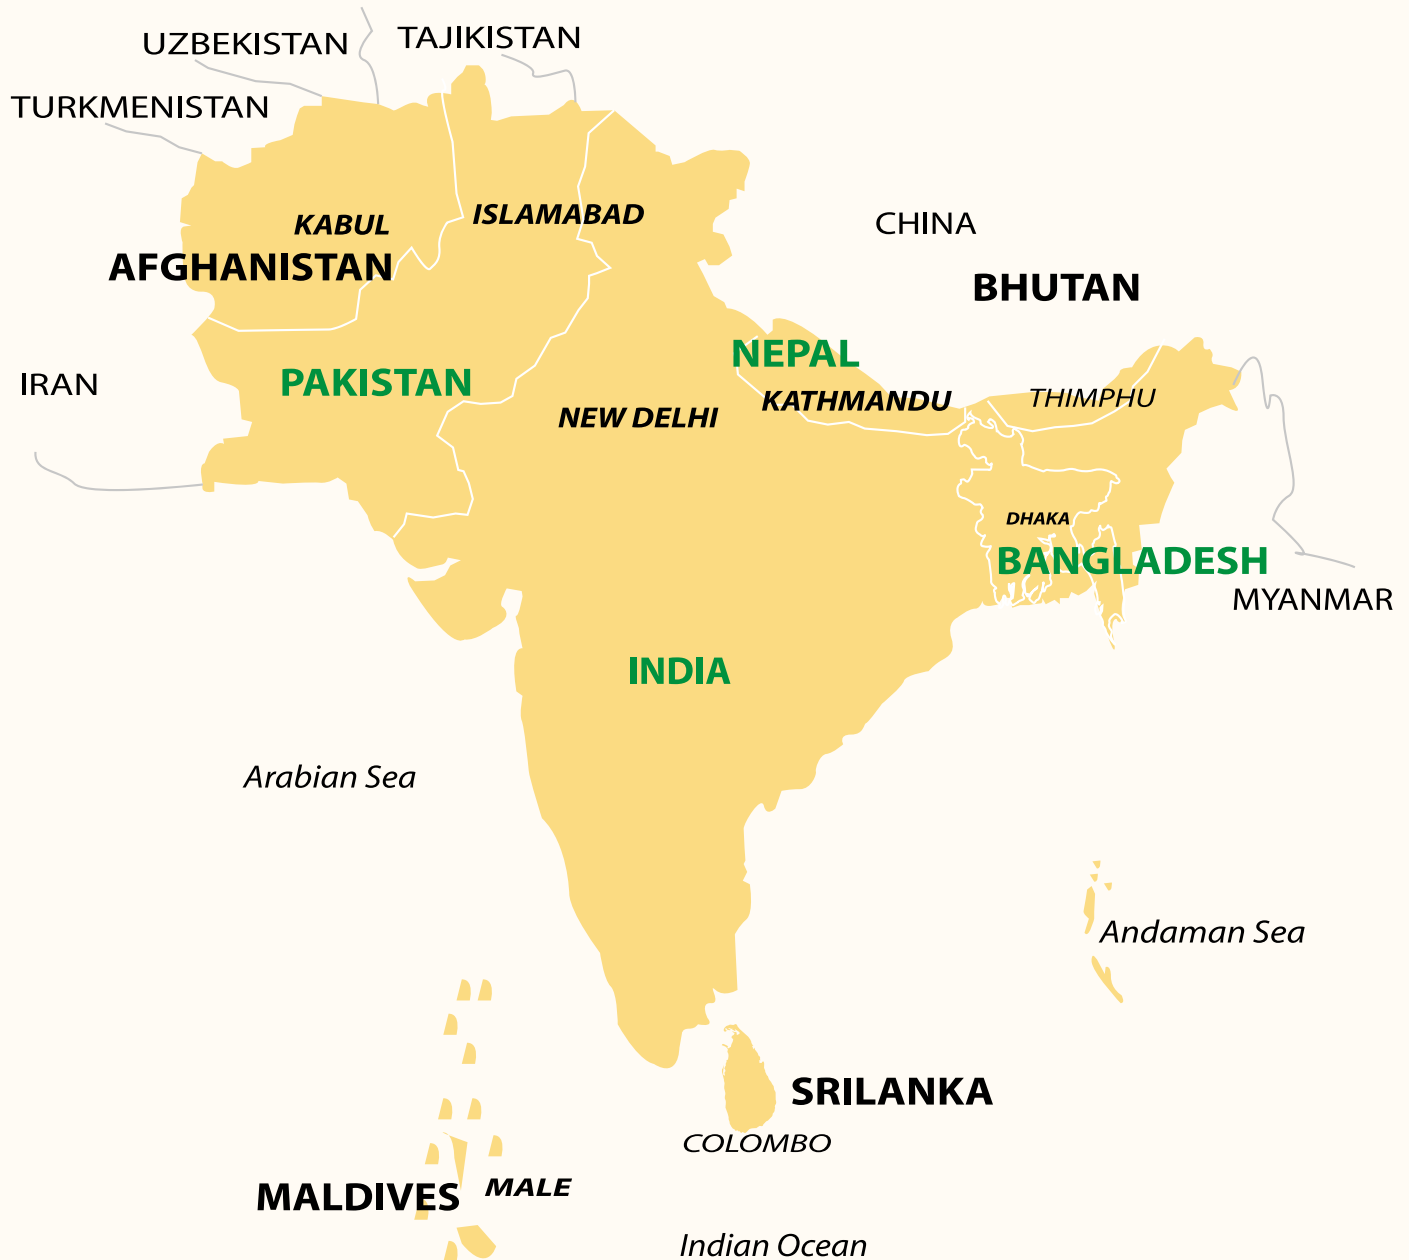 UZBEKISTAN
TAJIKISTAN
TURKMENISTAN
KABUL
ISLAMABAD
CHINA
AFGHANISTAN
BHUTAN
NEPAL
IRAN
PAKISTAN
KATHMANDU
THIMPHU
NEW DELHI
DHAKA
BANGLADESH
MYANMAR
INDIA
Arabian Sea
Andaman Sea
SRILANKA
COLOMBO
MALDIVES
MALE
Indian Ocean